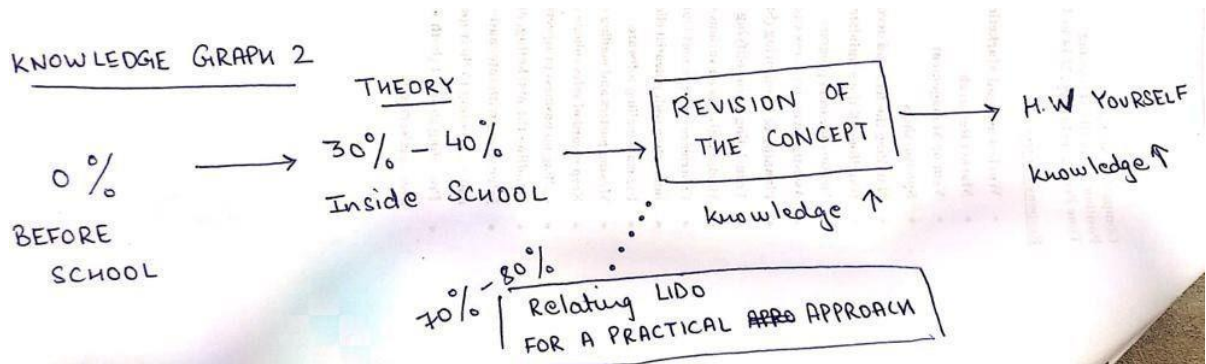 KNOWLEDGE GRAPH 2
0%
BEFORE
SCHOOL
THEORY
30% - 40%
Inside SCHOOL
REVISION OF
THE CONCEPT
knowledge ↑
H.W YOURSELF
knowledge ↑
70% - 80%
Relating LIDO
FOR A PRACTICAL APPROACH